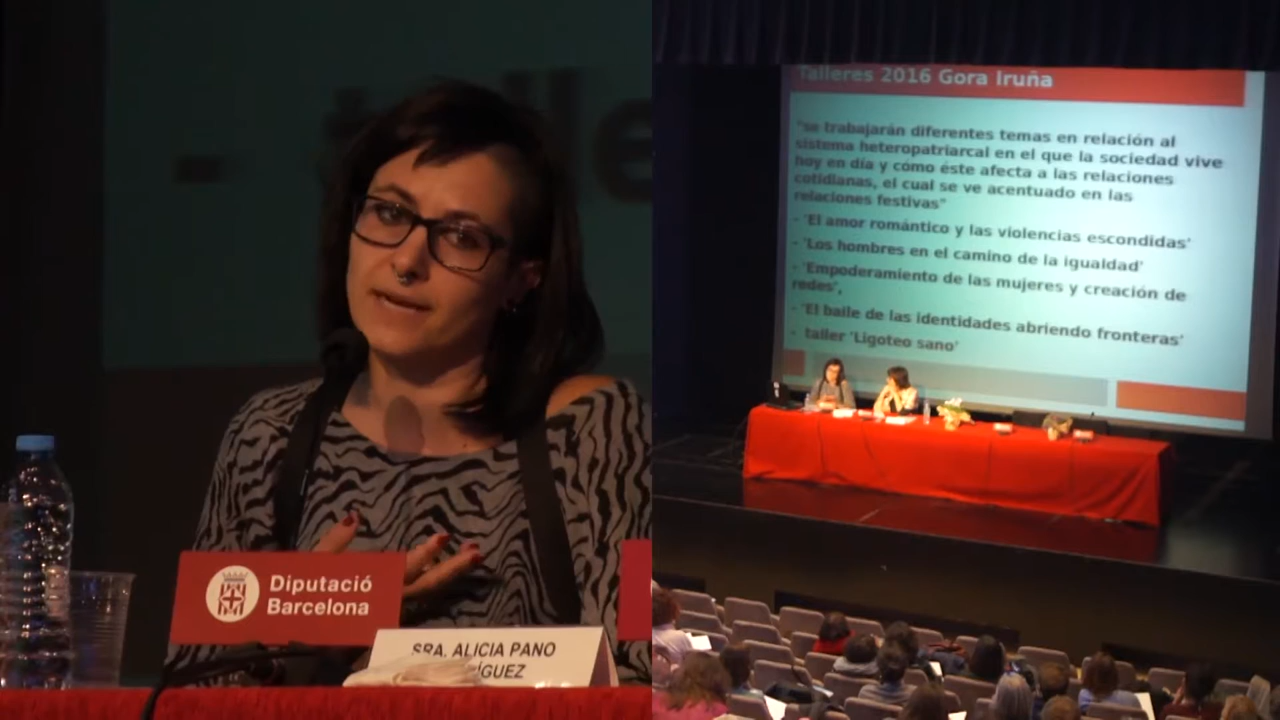 Diputació
Barcelona
SRA. ALICIA PANO
Talleres 2016 Gora Iruña
"se trabajarán diferentes temas en relación al
sistema heteropatriarcal en el que la sociedad vive
hoy en día y cómo éste afecta a las relaciones
cotidianas, el cual se ve acentuado en las
relaciones festivas"
- 'El amor romántico y las violencias escondidas'
- 'Los hombres en el camino de la igualdad'
- 'Empoderamiento de las mujeres y creación de
redes',
- 'El baile de las identidades abriendo fronteras'
- taller 'Ligoteo sano'